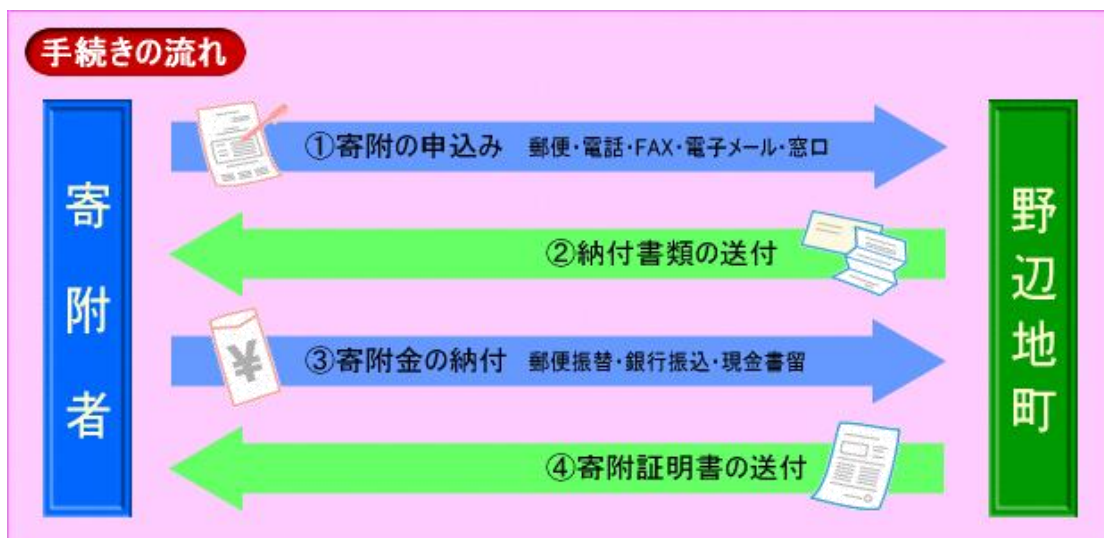 手続きの流れ
寄附者
①寄附の申込み 郵便・電話・FAX・電子メール・窓口
②納付書類の送付
③寄附金の納付 郵便振替・銀行振込・現金書留
¥
④寄附証明書の送付
野辺地町